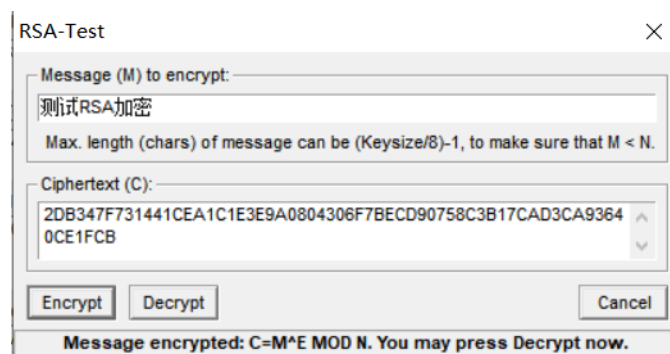 RSA-Test
Message (M) to encrypt:
测试RSA加密
Max. length (chars) of message can be (Keysize/8)-1, to make sure that M < N.
Ciphertext (C):
2DB347F731441CEA1C1E3E9A0804306F7BECD90758C3B17CAD3CA9364
0CE1FCB
Encrypt Decrypt Cancel
Message encrypted: C=M^E MOD N. You may press Decrypt now.